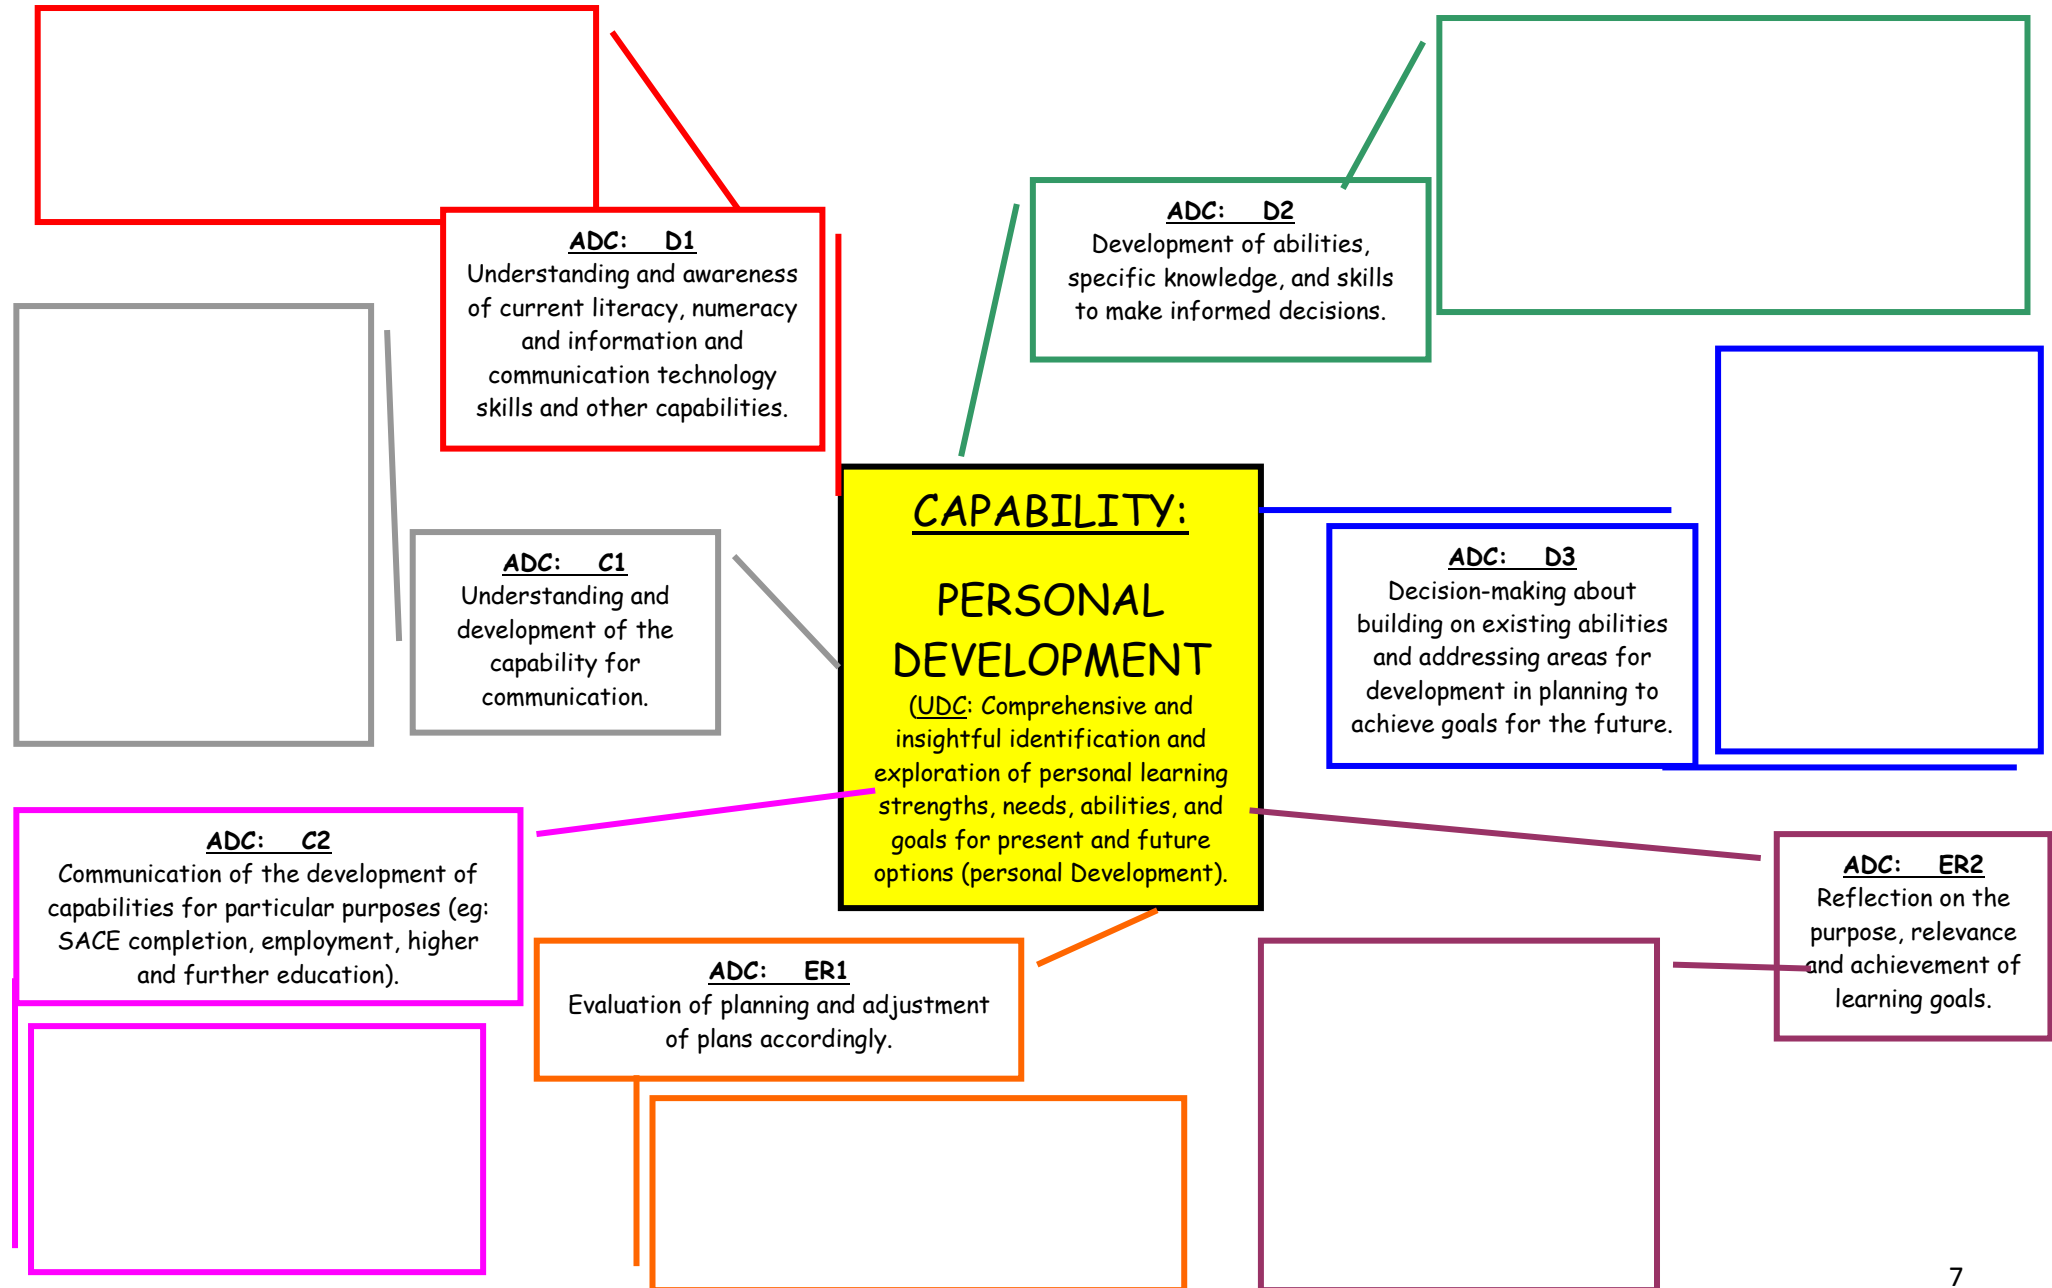 ADC: D1
Understanding and awareness
of current literacy, numeracy
and information and
communication technology
skills and other capabilities.
ADC: D2
Development of abilities,
specific knowledge, and skills
to make informed decisions.
ADC: C1
Understanding and
development of the
capability for
communication.
CAPABILITY:
PERSONAL
DEVELOPMENT
(UDC: Comprehensive and
insightful identification and
exploration of personal learning
strengths, needs, abilities, and
goals for present and future
options (personal Development).
ADC: D3
Decision-making about
building on existing abilities
and addressing areas for
development in planning to
achieve goals for the future.
ADC: C2
Communication of the development of
capabilities for particular purposes (eg:
SACE completion, employment, higher
and further education).
ADC: ER1
Evaluation of planning and adjustment
of plans accordingly.
ADC: ER2
Reflection on the
purpose, relevance
and achievement of
learning goals.
7